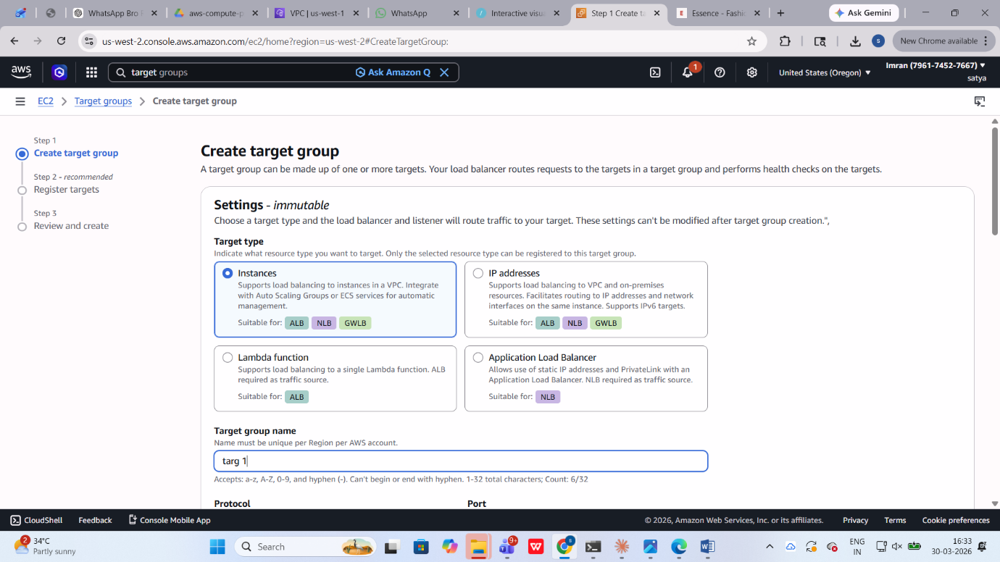 WhatsApp Bro
aws-compute-p
VPC | us-west-1
WhatsApp
Interactive visu
Step 1 Create ta
Essence - Fashi
Ask Gemini
us-west-2.console.aws.amazon.com/ec2/home?region=us-west-2#CreateTargetGroup:
s
New Chrome available
aws
target groups
Ask Amazon Q
1
United States (Oregon)
Imran (7961-7452-7667)
satya
EC2
Target groups
Create target group
Step 1
Create target group
Step 2 - recommended
Register targets
Step 3
Review and create
Create target group
A target group can be made up of one or more targets. Your load balancer routes requests to the targets in a target group and performs health checks on the targets.
Settings - immutable
Choose a target type and the load balancer and listener will route traffic to your target. These settings can't be modified after target group creation.",
Target type
Indicate what resource type you want to target. Only the selected resource type can be registered to this target group.
Instances
Supports load balancing to instances in a VPC. Integrate
with Auto Scaling Groups or ECS services for automatic
management.
Suitable for: ALB NLB GWLB
IP addresses
Supports load balancing to VPC and on-premises
resources. Facilitates routing to IP addresses and network
interfaces on the same instance. Supports IPv6 targets.
Suitable for: ALB NLB GWLB
Lambda function
Supports load balancing to a single Lambda function. ALB
required as traffic source.
Suitable for: ALB
Application Load Balancer
Allows use of static IP addresses and PrivateLink with an
Application Load Balancer. NLB required as traffic source.
Suitable for: NLB
Target group name
Name must be unique per Region per AWS account.
targ 1
Accepts: a-z, A-Z, 0-9, and hyphen (-). Can't begin or end with hyphen. 1-32 total characters; Count: 6/32
Protocol
Port
CloudShell
Feedback
Console Mobile App
© 2026, Amazon Web Services, Inc. or its affiliates.
Privacy
Terms
Cookie preferences
2
34°C
Partly sunny
Search
9+
ENG
IN
16:33
30-03-2026